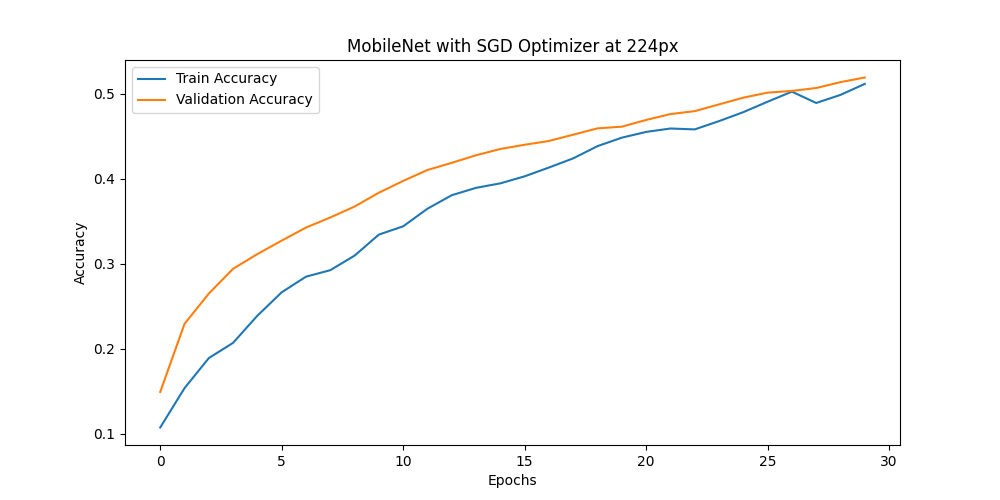 MobileNet with SGD Optimizer at 224px
Train Accuracy
Validation Accuracy
0.5
0.4
0.3
0.2
0.1
Accuracy
0 5 10 15 20 25 30
Epochs